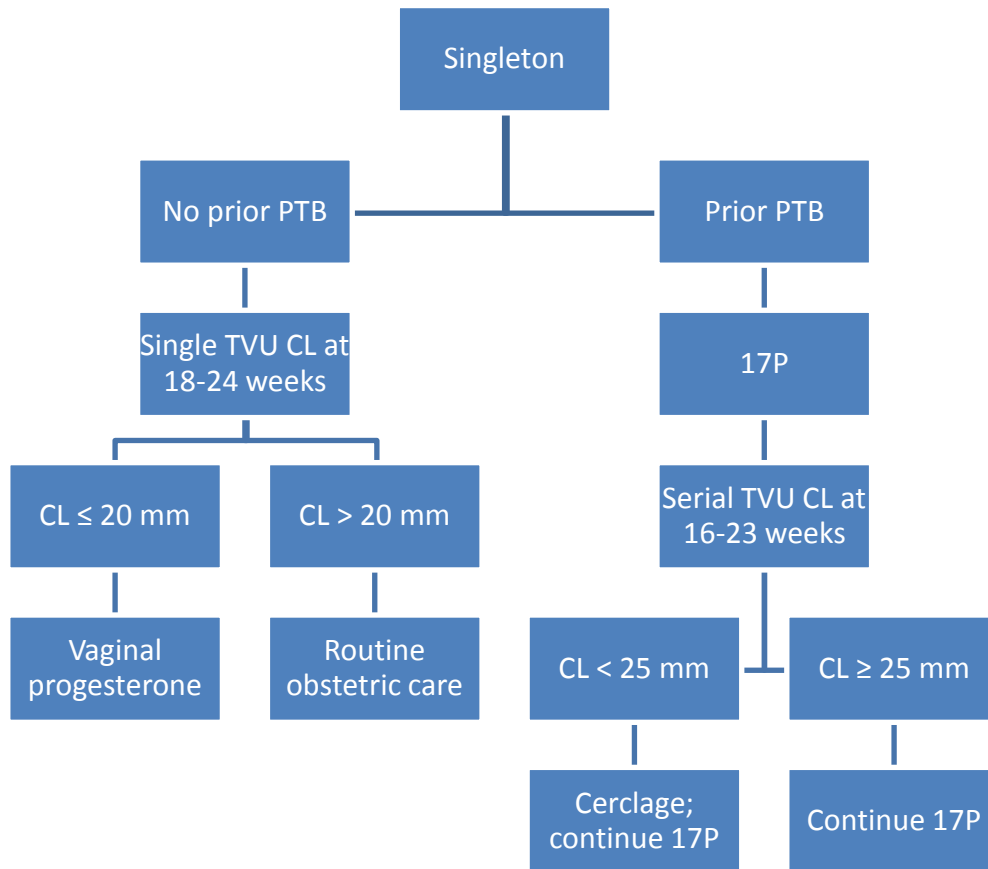 Singleton
No prior PTB
Prior PTB
Single TVU CL at
18-24 weeks
17P
CL ≤ 20 mm
CL > 20 mm
Serial TVU CL at
16-23 weeks
Vaginal
progesterone
Routine
obstetric care
CL < 25 mm
CL ≥ 25 mm
Cerclage;
continue 17P
Continue 17P